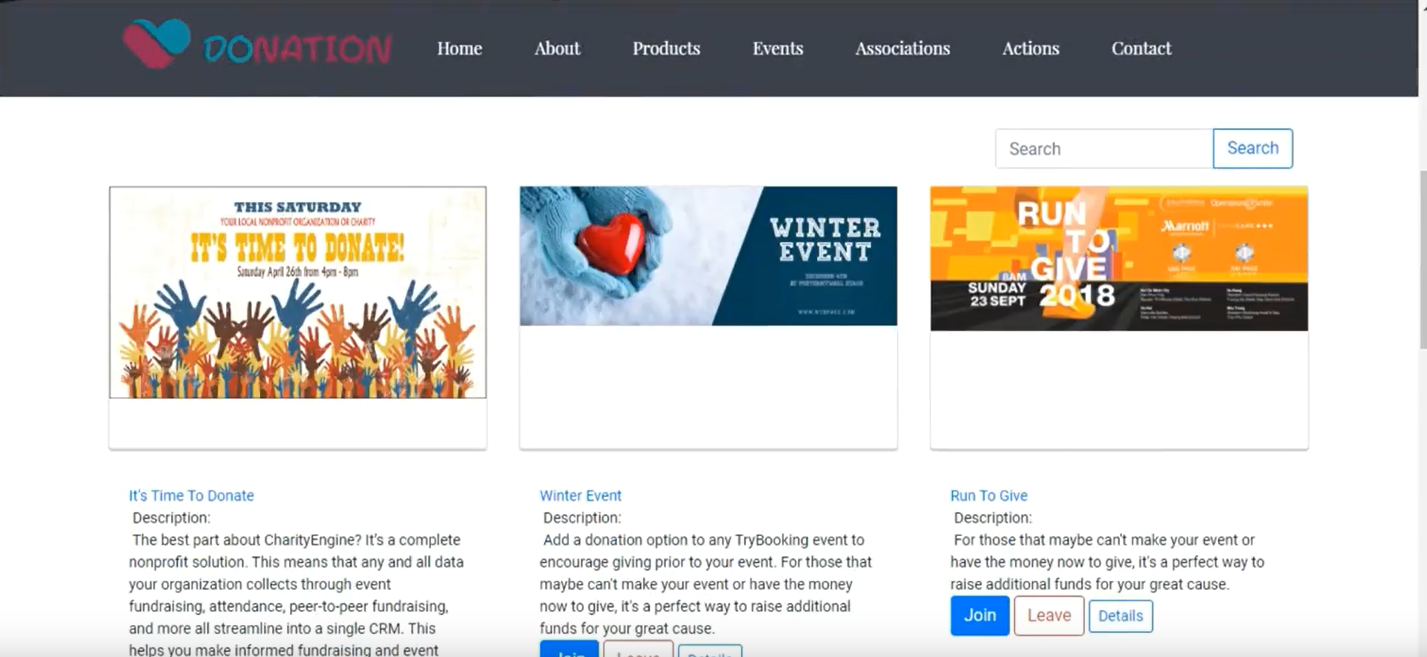 DONATION
Home About Products Events Associations Actions Contact
Search Search
THIS SATURDAY
YOUR LOCAL NONPROFIT ORGANIZATION OR CHARITY
IT'S TIME TO DONATE!
Saturday April 26th from 4pm - 8pm
WINTER
EVENT
DECEMBER 4TH
RUN
TO
GIVE
2018
8AM
SUNDAY
23 SEPT
Marriott
It's Time To Donate
Description:
The best part about CharityEngine? It's a complete
nonprofit solution. This means that any and all data
your organization collects through event
fundraising, attendance, peer-to-peer fundraising,
and more all streamline into a single CRM. This
helps you make informed fundraising and event
Winter Event
Description:
Add a donation option to any TryBooking event to
encourage giving prior to your event. For those that
maybe can't make your event or have the money
now to give, it's a perfect way to raise additional
funds for your great cause.
Join Leave Details
Run To Give
Description:
For those that maybe can't make your event or
have the money now to give, it's a perfect way to
raise additional funds for your great cause.
Join Leave Details